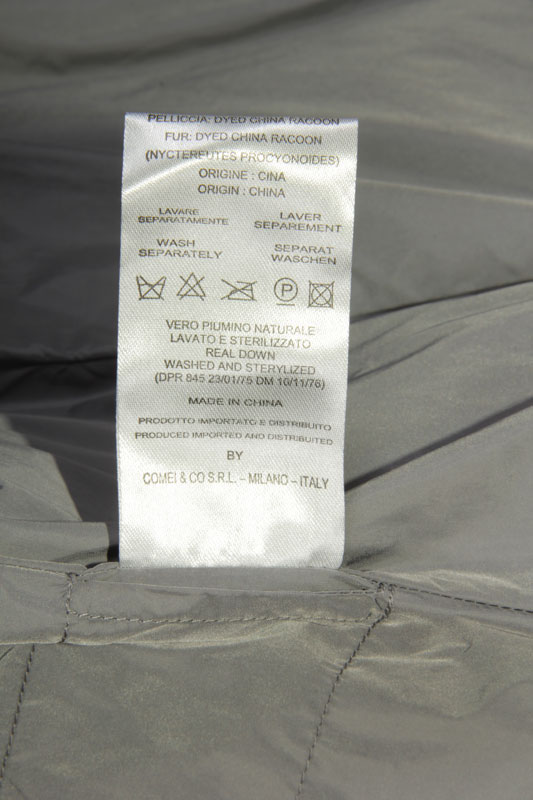 PELLICCIA: DYED CHINA RACOON
FUR: DYED CHINA RACOON
(NYCTEREUTES PROCYONOIDES)
ORIGINE : CINA
ORIGIN : CHINA
LAVARE SEPARATAMENTE
LAVER SEPAREMENT
WASH SEPARATELY
SEPARAT WASCHEN
P
VERO PIUMINO NATURALE
LAVATO E STERILIZZATO
REAL DOWN
WASHED AND STERYLIZED
(DPR 845 23/01/75 DM 10/11/76)
MADE IN CHINA
PRODOTTO IMPORTATO E DISTRIBUITO
PRODUCED IMPORTED AND DISTRIBUITED
BY
COMEI & CO S.R.L. – MILANO – ITALY